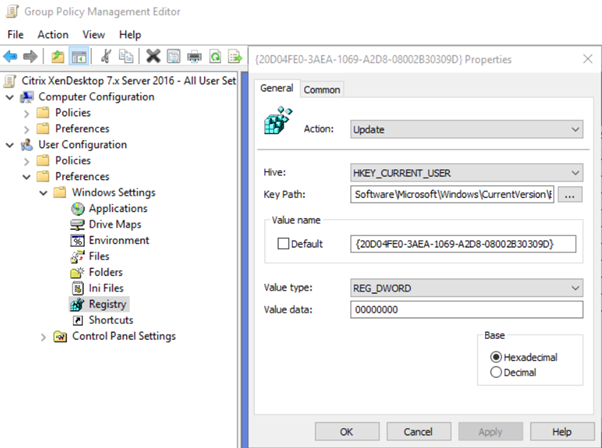 Group Policy Management Editor
File Action View Help
Citrix XenDesktop 7.x Server 2016 - All User Set
Computer Configuration
Policies
Preferences
User Configuration
Policies
Preferences
Windows Settings
Applications
Drive Maps
Environment
Files
Folders
Ini Files
Registry
Shortcuts
Control Panel Settings
{20D04FE0-3AEA-1069-A2D8-08002B30309D} Properties
General Common
Action: Update
Hive: HKEY_CURRENT_USER
Key Path: Software\Microsoft\Windows\CurrentVersion\E ...
Value name
Default {20D04FE0-3AEA-1069-A2D8-08002B30309D}
Value type: REG_DWORD
Value data: 00000000
Base
Hexadecimal
Decimal
OK Cancel Apply Help